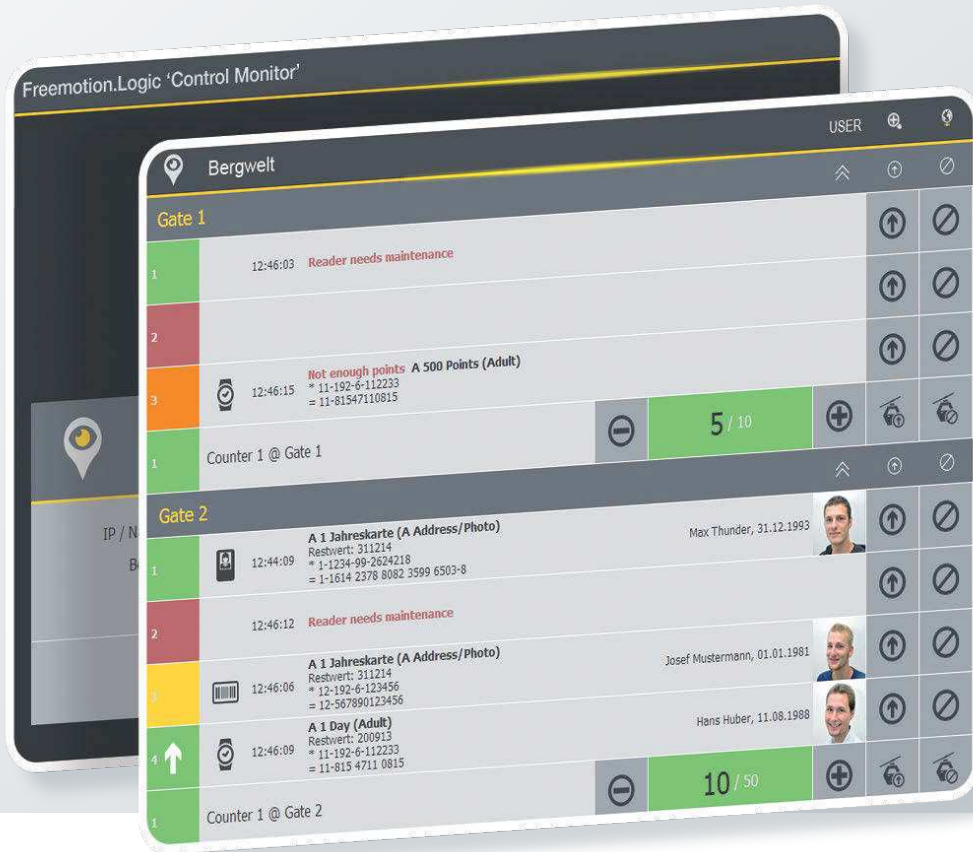 Freemotion.Logic 'Control Monitor'
Bergwelt
USER
Gate 1
1
12:46:03 Reader needs maintenance
2
3
12:46:15
Not enough points A 500 Points (Adult)
* 11-192-6-112233
= 11-81547110815
1
Counter 1 @ Gate 1
5 / 10
Gate 2
1
12:44:09
A 1 Jahreskarte (A Address/Photo)
Restwert: 311214
* 1-1234-99-2624218
= 1-1614 2378 8082 3599 6503-8
Max Thunder, 31.12.1993
2
12:46:12 Reader needs maintenance
3
12:46:06
A 1 Jahreskarte (A Address/Photo)
Restwert: 311214
* 12-192-6-123456
= 12-567890123456
Josef Mustermann, 01.01.1981
4
12:46:09
A 1 Day (Adult)
Restwert: 200913
* 11-192-6-112233
= 11-815 4711 0815
Hans Huber, 11.08.1988
1
Counter 1 @ Gate 2
10 / 50
IP / N